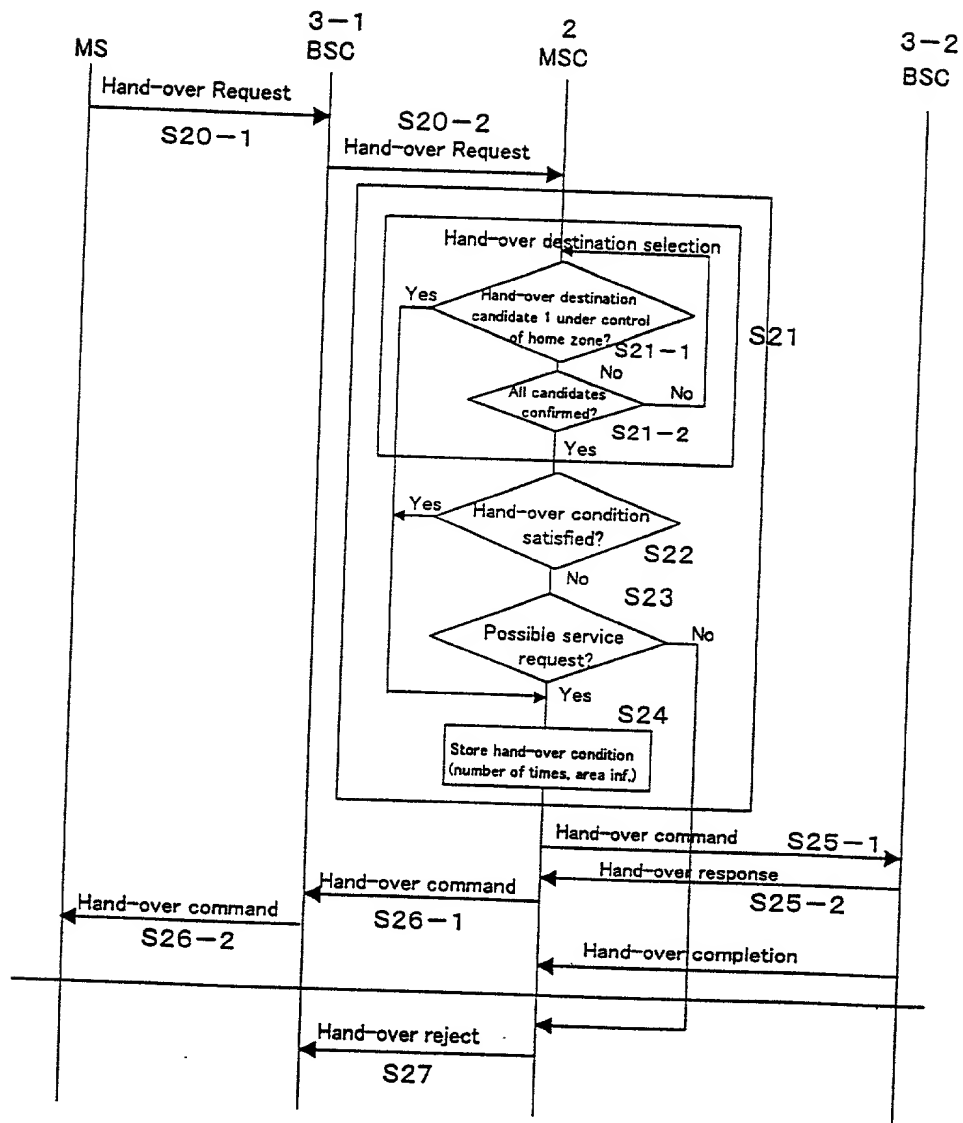 3-1
2
3-2
MS
BSC
MSC
BSC
Hand-over Request
S20-1
S20-2
Hand-over Request
Hand-over destination selection
Yes
Hand-over destination
candidate 1 under control
of home zone?
S21
S21-1
No
All candidates
confirmed?
No
S21-2
Yes
Yes
Hand-over condition
satisfied?
S22
No
S23
Possible service
request?
No
Yes
S24
Store hand-over condition
(number of times, area inf.)
Hand-over command
S25-1
Hand-over response
S25-2
Hand-over command
S26-1
Hand-over command
S26-2
Hand-over completion
Hand-over reject
S27